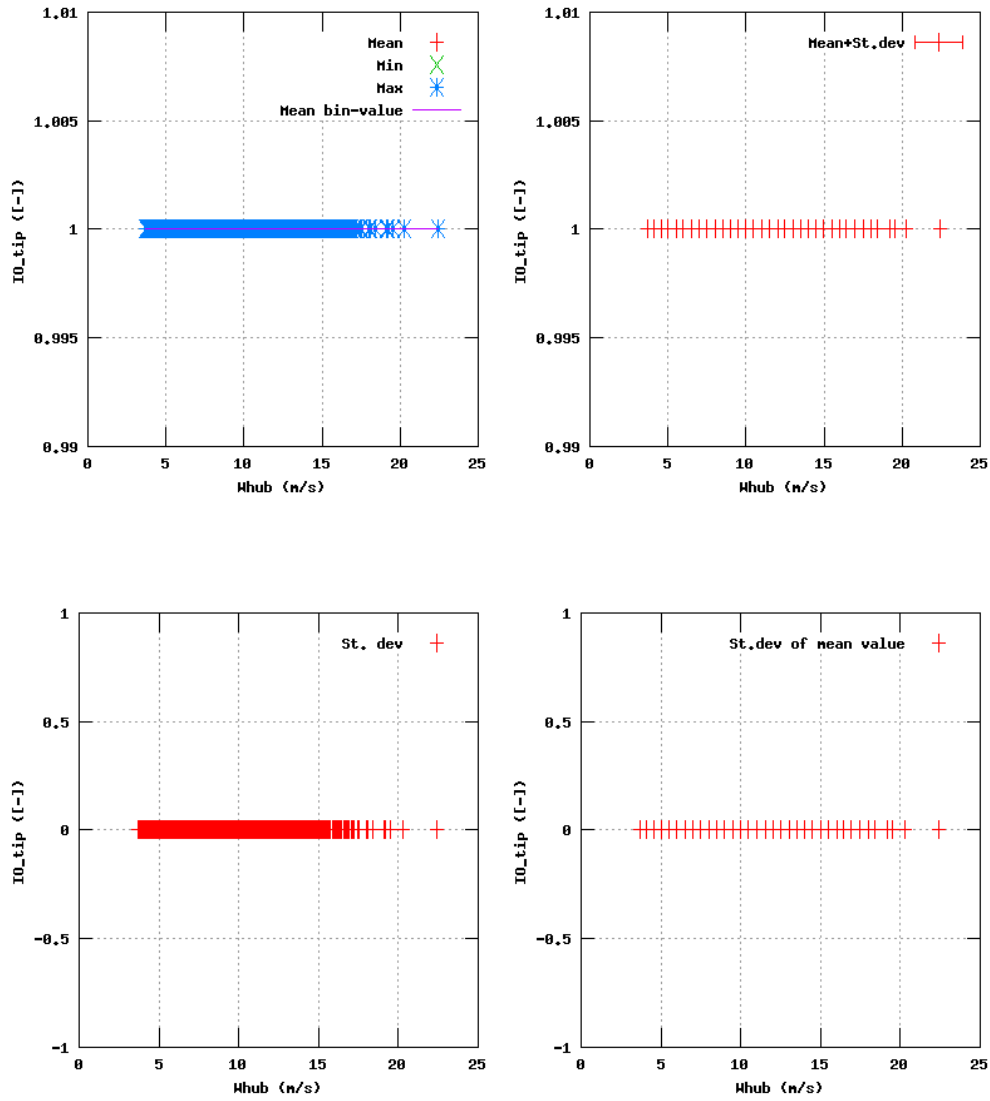 1.01
1.005
1
0.995
0.99
0 5 10 15 20 25
IO_tip ([-])
Whub (m/s)
Mean
Min
Max
Mean bin-value
1.01
1.005
1
0.995
0.99
0 5 10 15 20 25
IO_tip ([-])
Whub (m/s)
Mean+St.dev
1
0.5
0
-0.5
-1
0 5 10 15 20 25
IO_tip ([-])
Whub (m/s)
St. dev
1
0.5
0
-0.5
-1
0 5 10 15 20 25
IO_tip ([-])
Whub (m/s)
St.dev of mean value